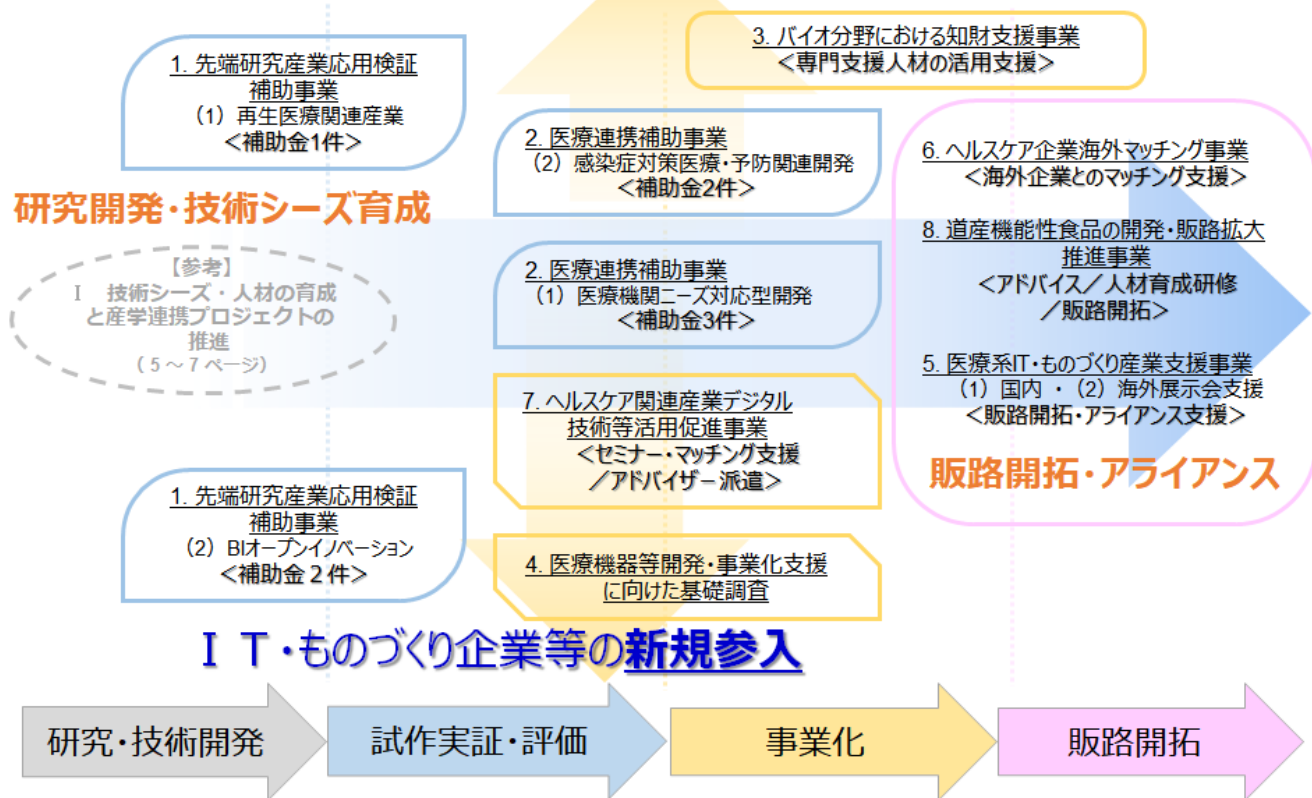 3. バイオ分野における知財支援事業
＜専門支援人材の活用支援＞
1. 先端研究産業応用検証
補助事業
（1）再生医療関連産業
＜補助金1件＞
2. 医療連携補助事業
（2）感染症対策医療・予防関連開発
＜補助金2件＞
6. ヘルスケア企業海外マッチング事業
＜海外企業とのマッチング支援＞
研究開発・技術シーズ育成
8. 道産機能性食品の開発・販路拡大
推進事業
＜アドバイス／人材育成研修
／販路開拓＞
【参考】
Ⅰ　技術シーズ・人材の育成
と産学連携プロジェクトの
推進
（５～７ページ）
2. 医療連携補助事業
（1）医療機関ニーズ対応型開発
＜補助金3件＞
5. 医療系IT・ものづくり産業支援事業
（1）国内 ・（2）海外展示会支援
＜販路開拓・アライアンス支援＞
7. ヘルスケア関連産業デジタル
技術等活用促進事業
＜セミナー・マッチング支援
／アドバイザー派遣＞
販路開拓・アライアンス
1. 先端研究産業応用検証
補助事業
（2）BIオープンイノベーション
＜補助金２件＞
4. 医療機器等開発・事業化支援
に向けた基礎調査
ＩＴ・ものづくり企業等の新規参入
研究・技術開発
試作実証・評価
事業化
販路開拓